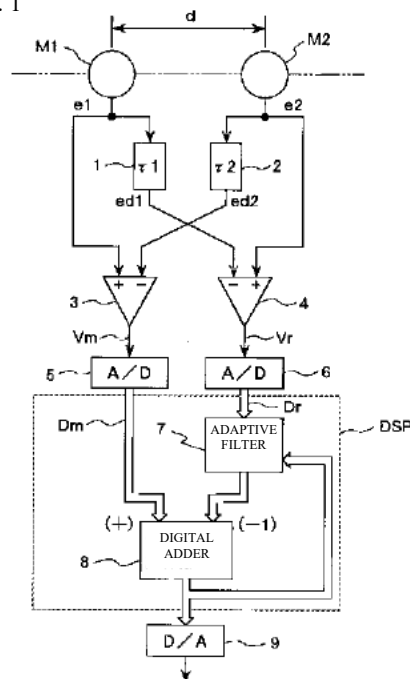 . 1
d
M1
M2
e1
e2
1
τ1
τ2
2
ed1
ed2
+ −
− +
3
4
Vm
Vr
5
A/D
A/D
6
Dm
Dr
7
ADAPTIVE
FILTER
DSP
(+)
(−1)
8
DIGITAL
ADDER
D/A
9